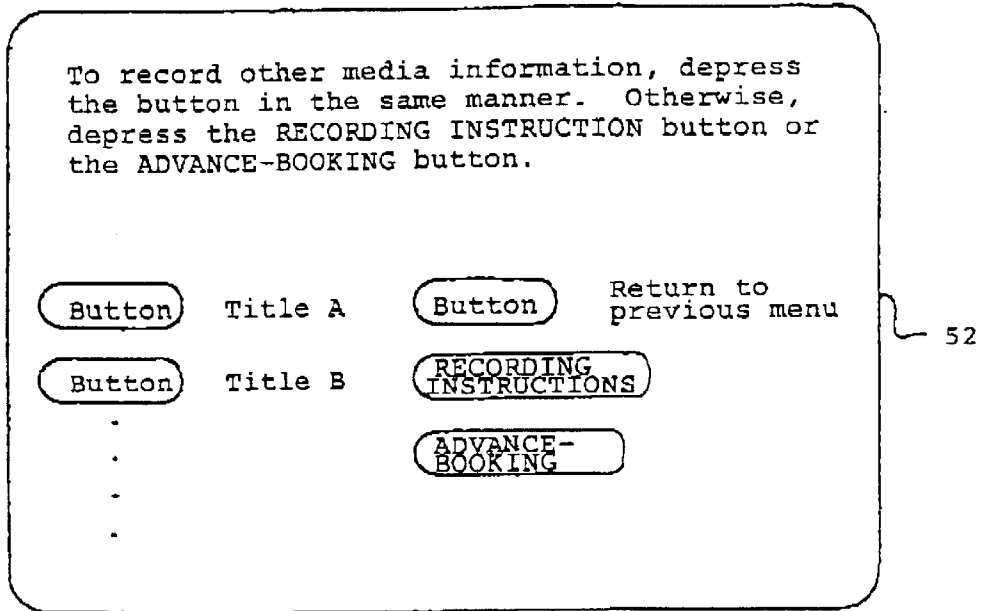 To record other media information, depress
the button in the same manner. Otherwise,
depress the RECORDING INSTRUCTION button or
the ADVANCE-BOOKING button.
Button Title A Button Return to
previous menu
52
Button Title B RECORDING
INSTRUCTIONS
ADVANCE-
BOOKING